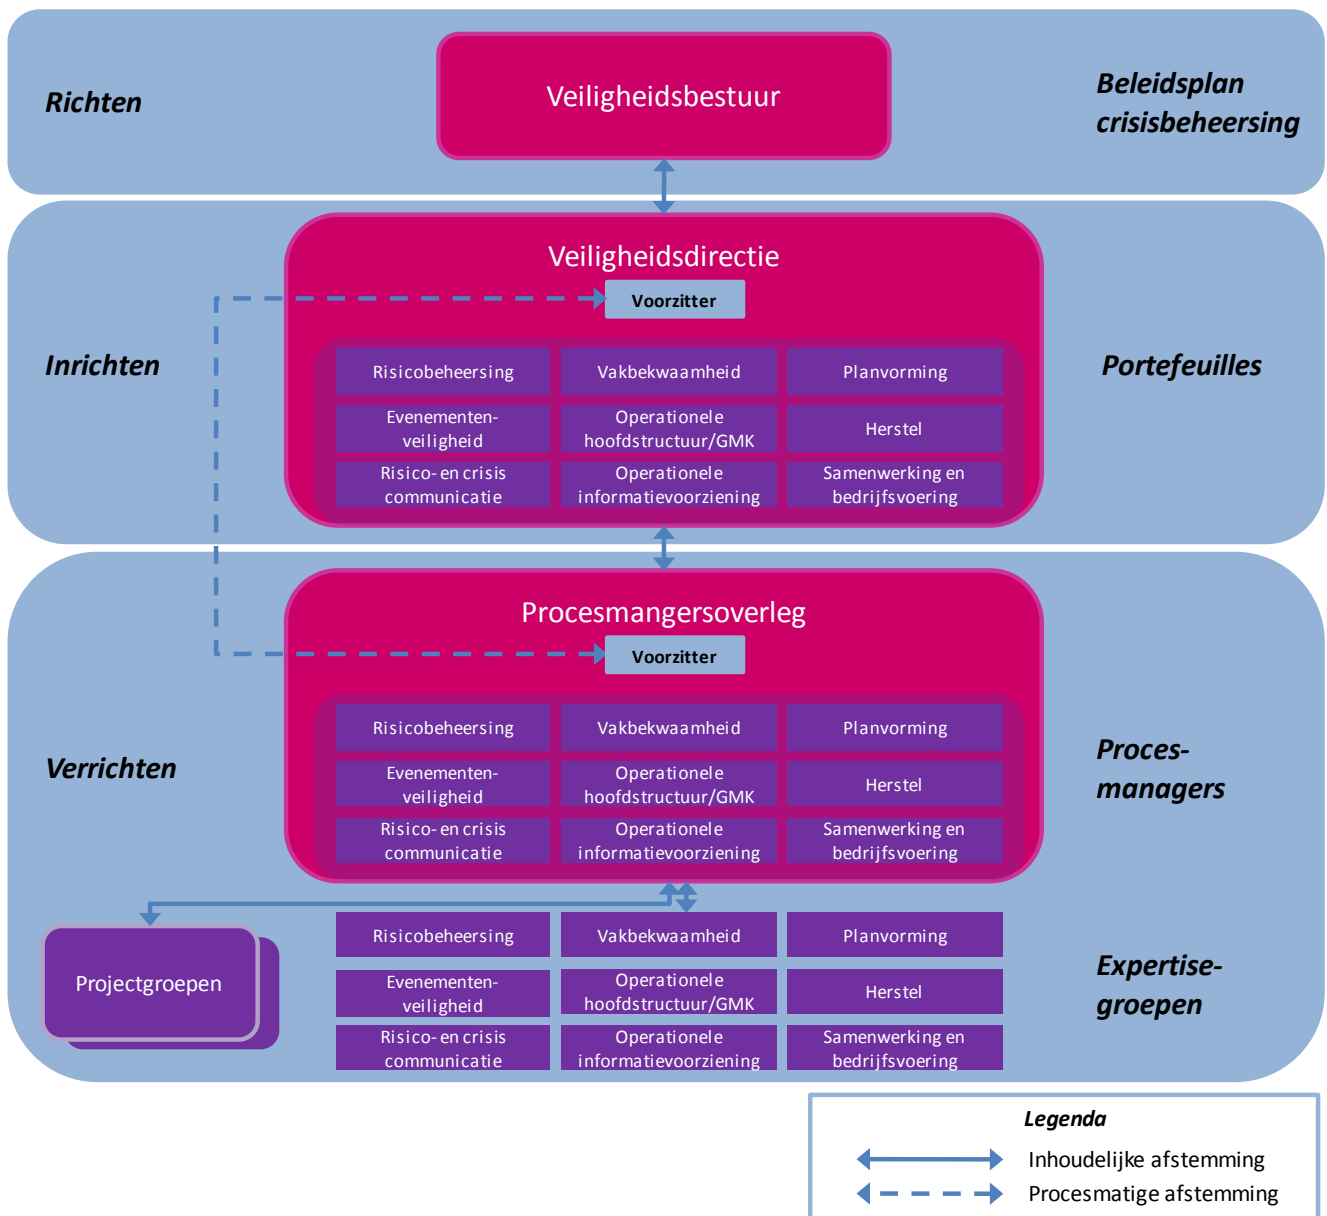 Richten
Veiligheidsbestuur
Beleidsplan
crisisbeheersing
Inrichten
Veiligheidsdirectie
Voorzitter
Risicobeheersing
Vakbekwaamheid
Planvorming
Evenementen-
veiligheid
Operationele
hoofdstructuur/GMK
Herstel
Risico- en crisis
communicatie
Operationele
informatievoorziening
Samenwerking en
bedrijfsvoering
Portefeuilles
Verrichten
Procesmangersoverleg
Voorzitter
Risicobeheersing
Vakbekwaamheid
Planvorming
Evenementen-
veiligheid
Operationele
hoofdstructuur/GMK
Herstel
Risico- en crisis
communicatie
Operationele
informatievoorziening
Samenwerking en
bedrijfsvoering
Proces-
managers
Projectgroepen
Risicobeheersing
Vakbekwaamheid
Planvorming
Evenementen-
veiligheid
Operationele
hoofdstructuur/GMK
Herstel
Risico- en crisis
communicatie
Operationele
informatievoorziening
Samenwerking en
bedrijfsvoering
Expertise-
groepen
Legenda
Inhoudelijke afstemming
Procesmatige afstemming